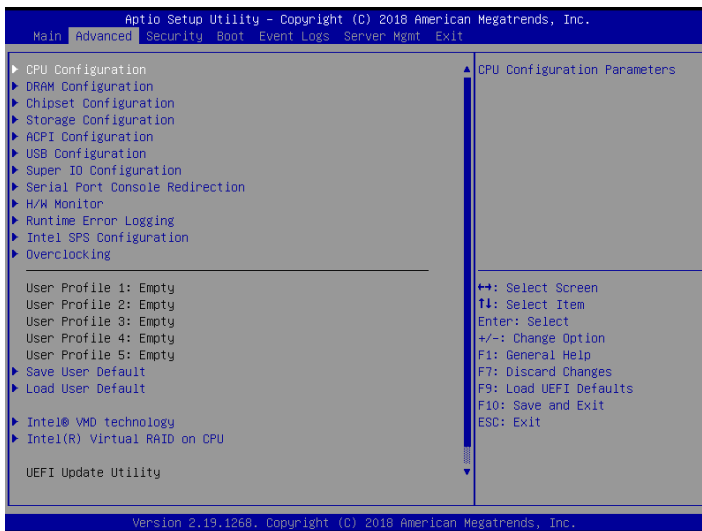 Aptio Setup Utility – Copyright (C) 2018 American Megatrends, Inc.
Main Advanced Security Boot Event Logs Server Mgmt Exit
CPU Configuration
DRAM Configuration
Chipset Configuration
Storage Configuration
ACPI Configuration
USB Configuration
Super IO Configuration
Serial Port Console Redirection
H/W Monitor
Runtime Error Logging
Intel SPS Configuration
Overclocking
User Profile 1: Empty
User Profile 2: Empty
User Profile 3: Empty
User Profile 4: Empty
User Profile 5: Empty
Save User Default
Load User Default
Intel® VMD technology
Intel(R) Virtual RAID on CPU
UEFI Update Utility
CPU Configuration Parameters
↔: Select Screen
↑↓: Select Item
Enter: Select
+/-: Change Option
F1: General Help
F7: Discard Changes
F9: Load UEFI Defaults
F10: Save and Exit
ESC: Exit
Version 2.19.1268. Copyright (C) 2018 American Megatrends, Inc.